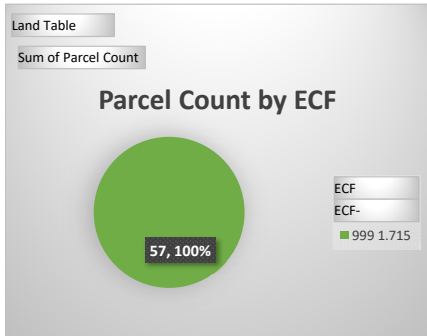 Land Table
Sum of Parcel Count
Parcel Count by ECF
57, 100%
ECF
ECF-
999 1.715